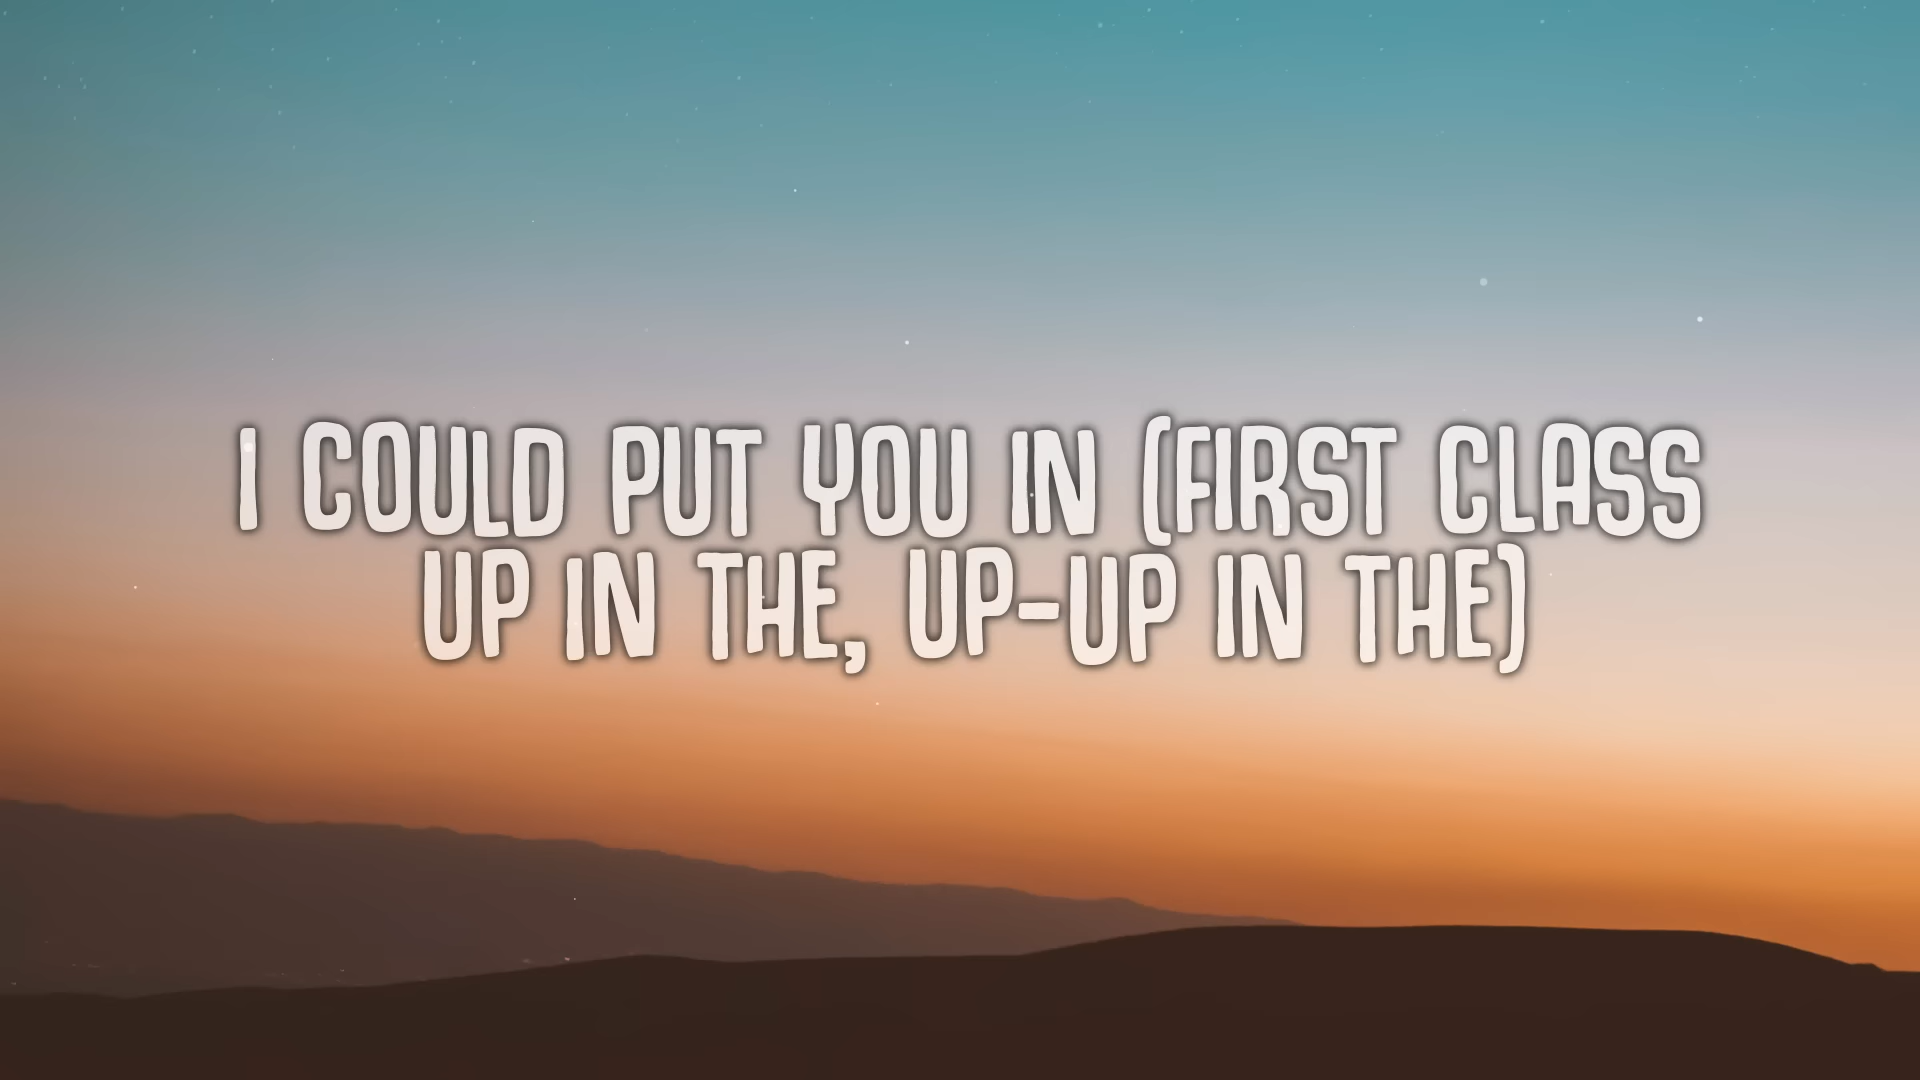 I COULD PUT YOU IN (FIRST CLASS
UP IN THE, UP-UP IN THE)